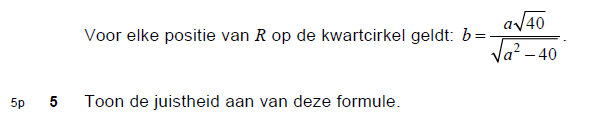 Voor elke positie van R op de kwartcirkel geldt: b = a√40 / √(a² − 40) .
5p 5 Toon de juistheid aan van deze formule.